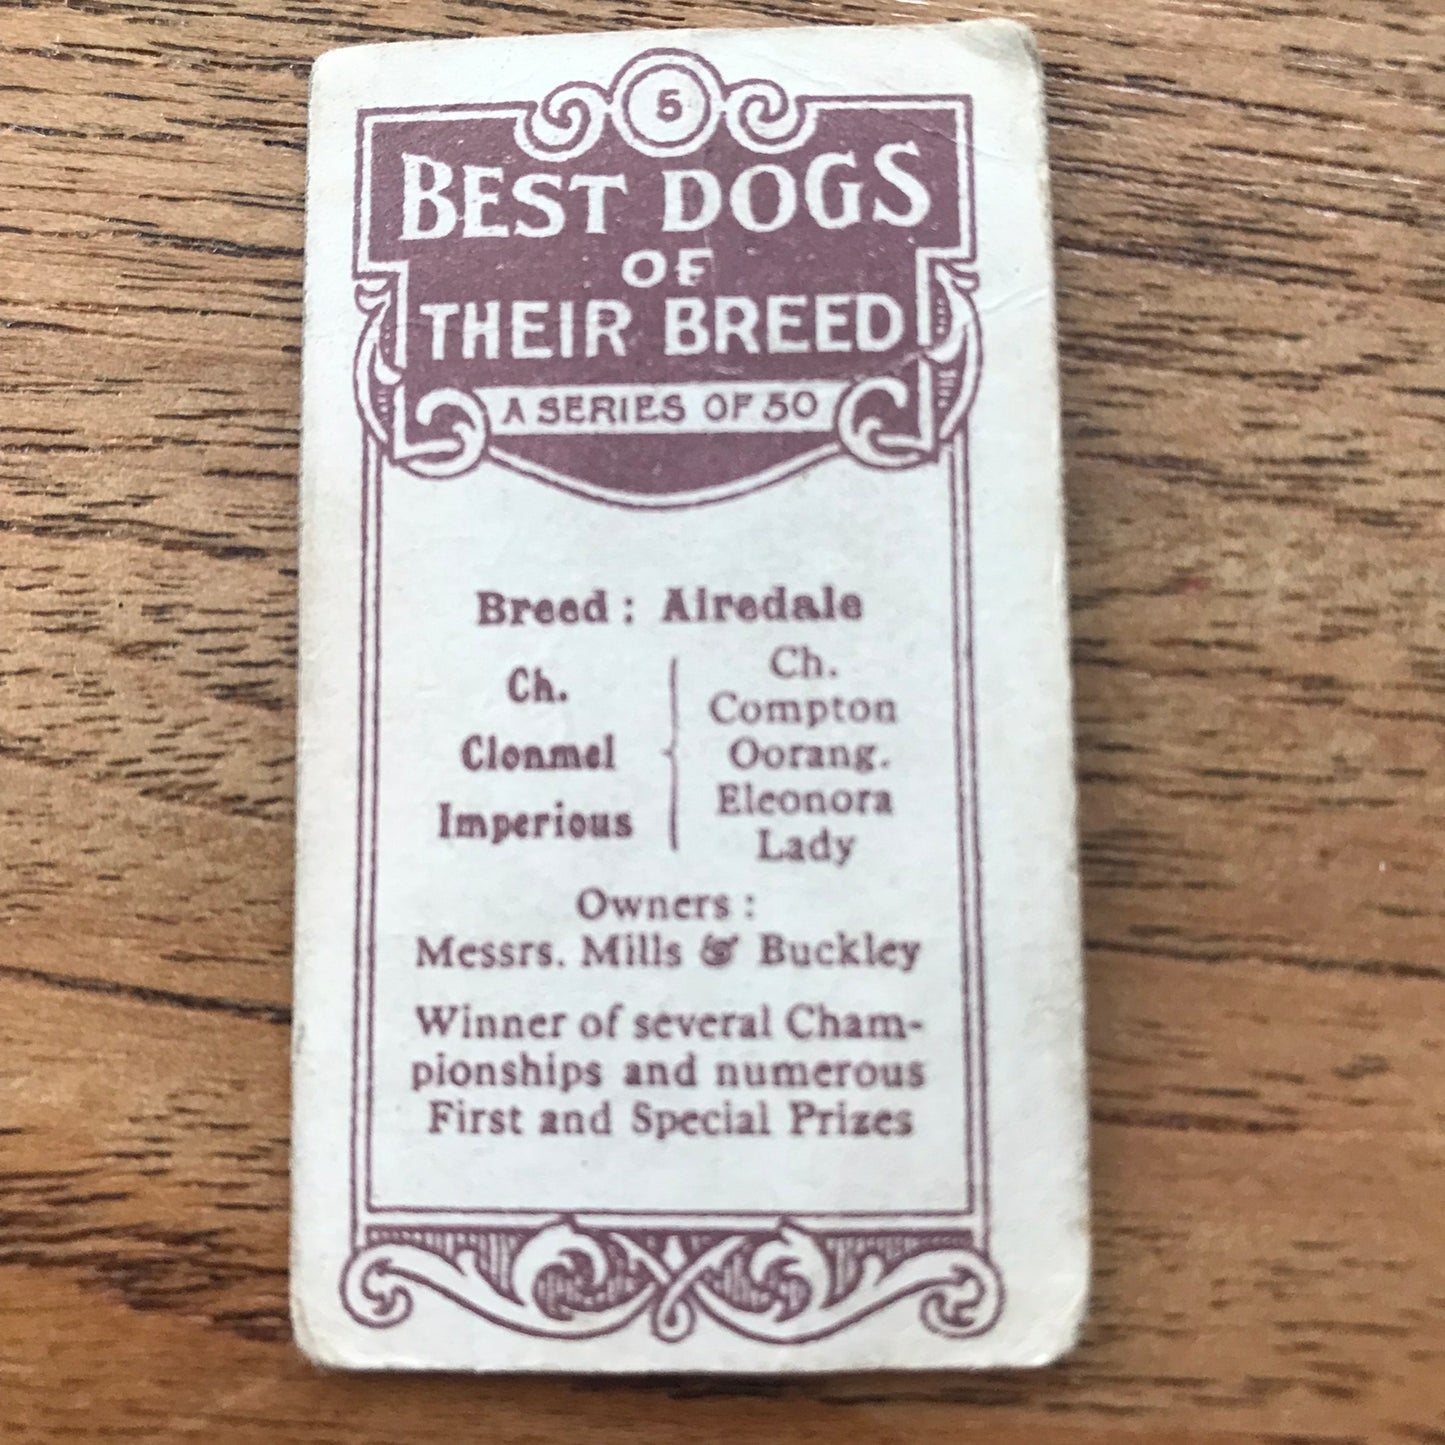 5
BEST DOGS
OF
THEIR BREED
A SERIES OF 50
Breed : Airedale
Ch.
Clonmel
Imperious
Ch.
Compton
Oorang.
Eleonora
Lady
Owners :
Messrs. Mills & Buckley
Winner of several Cham-
pionships and numerous
First and Special Prizes